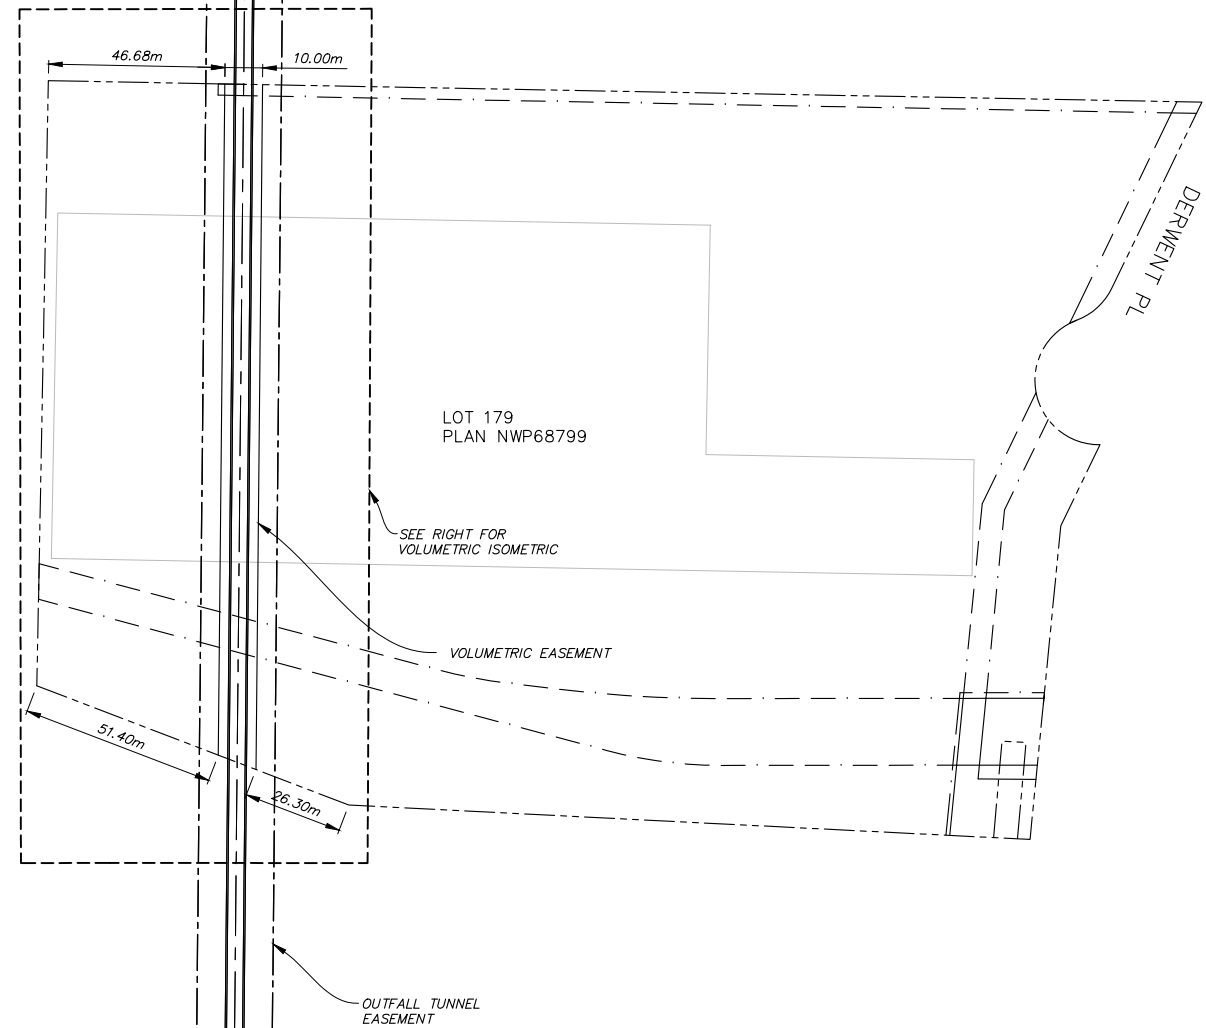 46.68m
10.00m
DERWENT PL
LOT 179
PLAN NWP68799
SEE RIGHT FOR
VOLUMETRIC ISOMETRIC
VOLUMETRIC EASEMENT
51.40m
26.30m
OUTFALL TUNNEL
EASEMENT